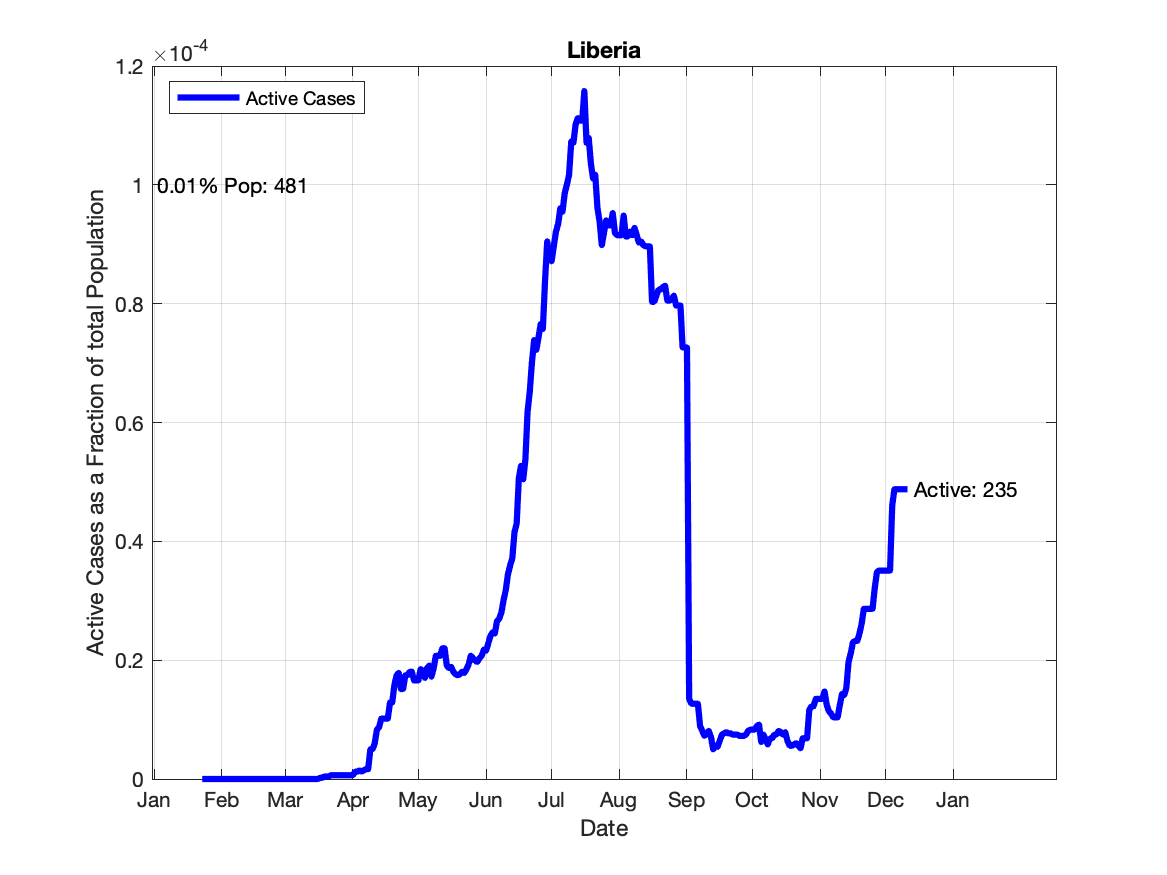 Liberia
×10-4
1.2
1
0.8
0.6
0.4
0.2
0
Active Cases
0.01% Pop: 481
Active: 235
Active Cases as a Fraction of total Population
Jan Feb Mar Apr May Jun Jul Aug Sep Oct Nov Dec Jan
Date